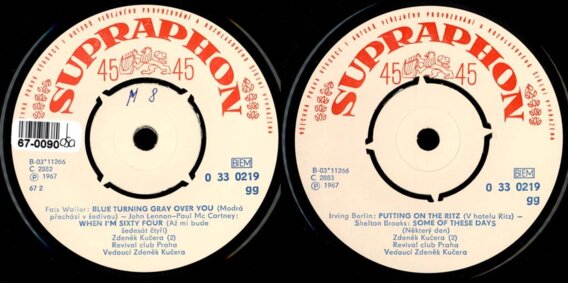 SUPRAPHON
45 45
M 8
67-0090
B-03*11266
C 2882
Ⓟ 1967
67 2
BIEM
0 33 0219
gg
Fats Waller: BLUE TURNING GRAY OVER YOU (Modrá
přechází v šedivou) – John Lennon-Paul Mc Cartney:
WHEN I'M SIXTY FOUR (Až mi bude
šedesát čtyři)
Zdeněk Kučera (2)
Revival club Praha
Vedoucí Zdeněk Kučera
SUPRAPHON
45 45
B-03*11266
C 2883
Ⓟ 1967
BIEM
0 33 0219
gg
Irving Berlin: PUTTING ON THE RITZ (V hotelu Ritz) –
Shelton Brooks: SOME OF THESE DAYS
(Některý den)
Zdeněk Kučera (2)
Revival club Praha
Vedoucí Zdeněk Kučera